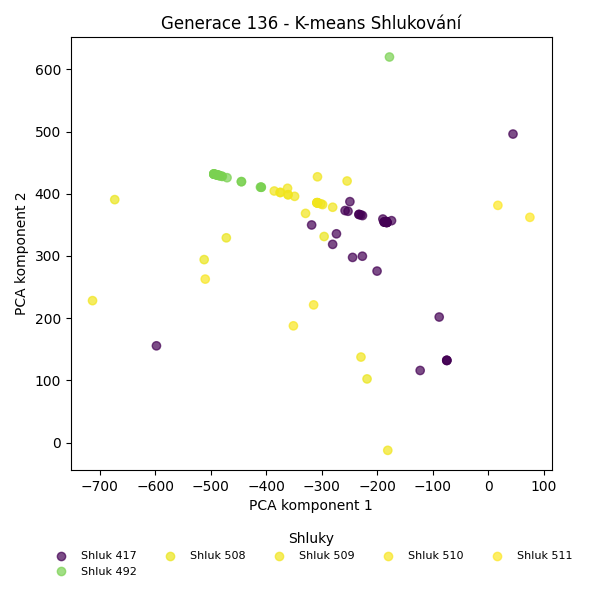 Generace 136 - K-means Shlukování
PCA komponent 2
600
500
400
300
200
100
0
−700 −600 −500 −400 −300 −200 −100 0 100
PCA komponent 1
Shluky
Shluk 417 Shluk 508 Shluk 509 Shluk 510 Shluk 511
Shluk 492